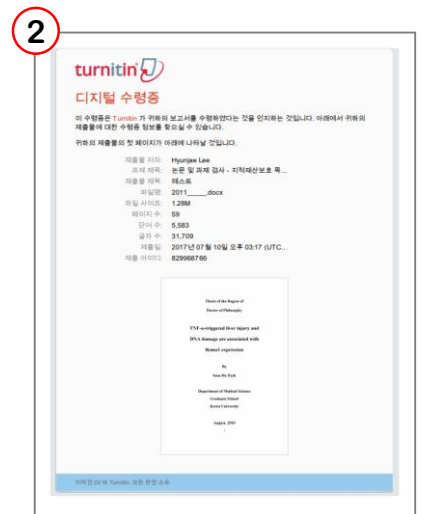 2
turnitin
디지털 수령증
이 수령증은 Turnitin 가 귀하의 보고서를 수령하였다는 것을 인지하는 것입니다. 아래에서 귀하의
제출물에 대한 수령증 정보를 찾으실 수 있습니다.
귀하의 제출물의 첫 페이지가 아래에 나타날 것입니다.
제출물 저자: Hyunjae Lee
과제 제목: 논문 및 과제 검사 - 지적재산보호 목...
제출물 제목: 테스트
파일명: 2011_____.docx
파일 사이즈: 1.28M
페이지 수: 59
단어 수: 5,583
글자 수: 31,709
제출일: 2017년 07월 10일 오후 03:17 (UTC...
제출 아이디: 829968766
Thesis of the Degree of
Doctor of Philosophy
TNF-α-triggered liver injury and
DNA damage are associated with
expression
By
Park
Department of Medical Science
Graduate School
Korea University
August, 2011
Turnitin. 모든 판권 소유